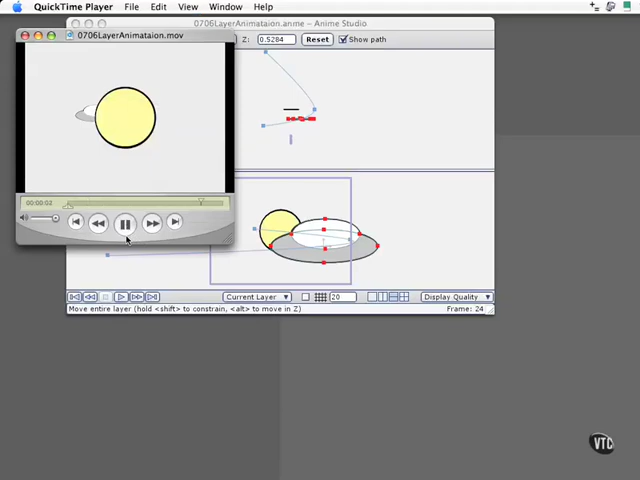 QuickTime Player File Edit View Window Help
0706LayerAnimataion.anme - Anime Studio
0706LayerAnimataion.mov
Z: 0.5284 Reset Show path
00:00:02
Current Layer 20 Display Quality
Move entire layer (hold <shift> to constrain, <alt> to move in Z) Frame: 24
VTC